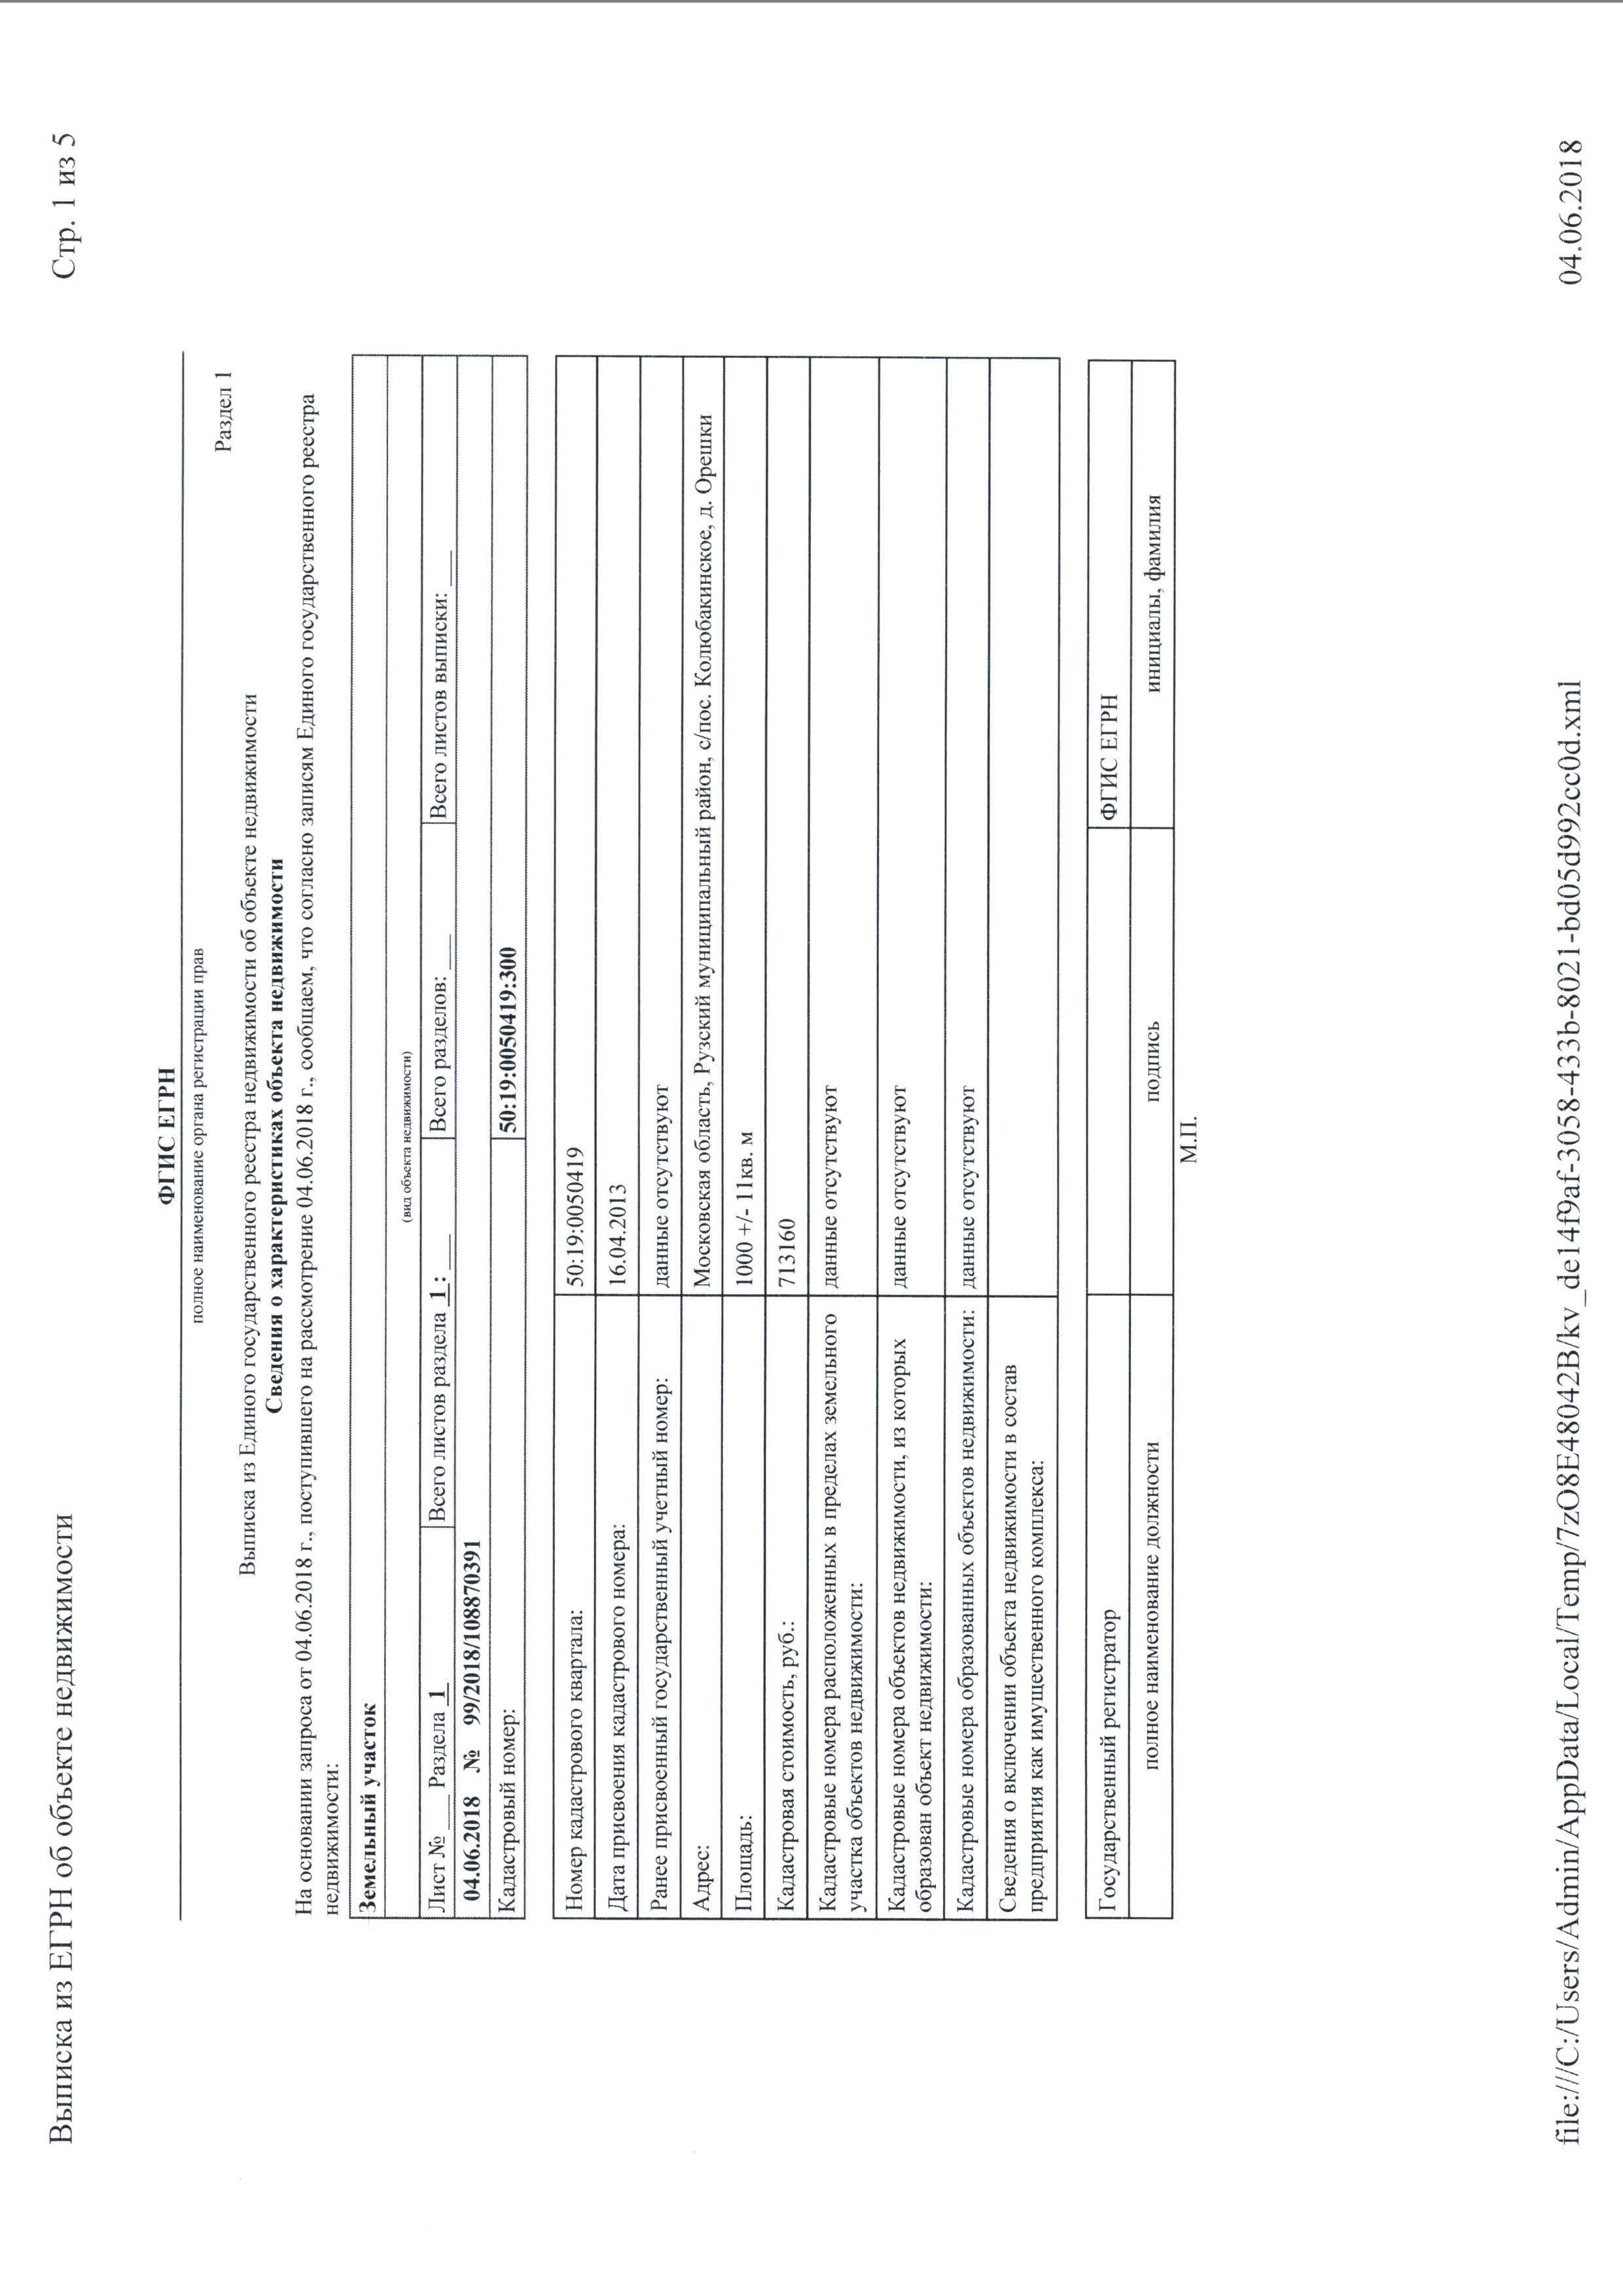 Выписка из ЕГРН об объекте недвижимости Стр. 1 из 5
ФГИС ЕГРН
полное наименование органа регистрации прав
Раздел 1
Выписка из Единого государственного реестра недвижимости об объекте недвижимости
Сведения о характеристиках объекта недвижимости
На основании запроса от 04.06.2018 г., поступившего на рассмотрение 04.06.2018 г., сообщаем, что согласно записям Единого государственного реестра
недвижимости:
Земельный участок
(вид объекта недвижимости)
Лист № ___ Раздела 1 Всего листов раздела 1 : ___ Всего разделов: ___ Всего листов выписки: ___
04.06.2018 № 99/2018/108870391
Кадастровый номер: 50:19:0050419:300
Номер кадастрового квартала: 50:19:0050419
Дата присвоения кадастрового номера: 16.04.2013
Ранее присвоенный государственный учетный номер: данные отсутствуют
Адрес: Московская область, Рузский муниципальный район, с/пос. Колюбакинское, д. Орешки
Площадь: 1000 +/- 11кв. м
Кадастровая стоимость, руб.: 713160
Кадастровые номера расположенных в пределах земельного
участка объектов недвижимости: данные отсутствуют
Кадастровые номера объектов недвижимости, из которых
образован объект недвижимости: данные отсутствуют
Кадастровые номера образованных объектов недвижимости: данные отсутствуют
Сведения о включении объекта недвижимости в состав
предприятия как имущественного комплекса:
Государственный регистратор ФГИС ЕГРН
полное наименование должности подпись инициалы, фамилия
М.П.
file:///C:/Users/Admin/AppData/Local/Temp/7zO8E48042B/kv_de14f9af-3058-433b-8021-bd05d992cc0d.xml 04.06.2018